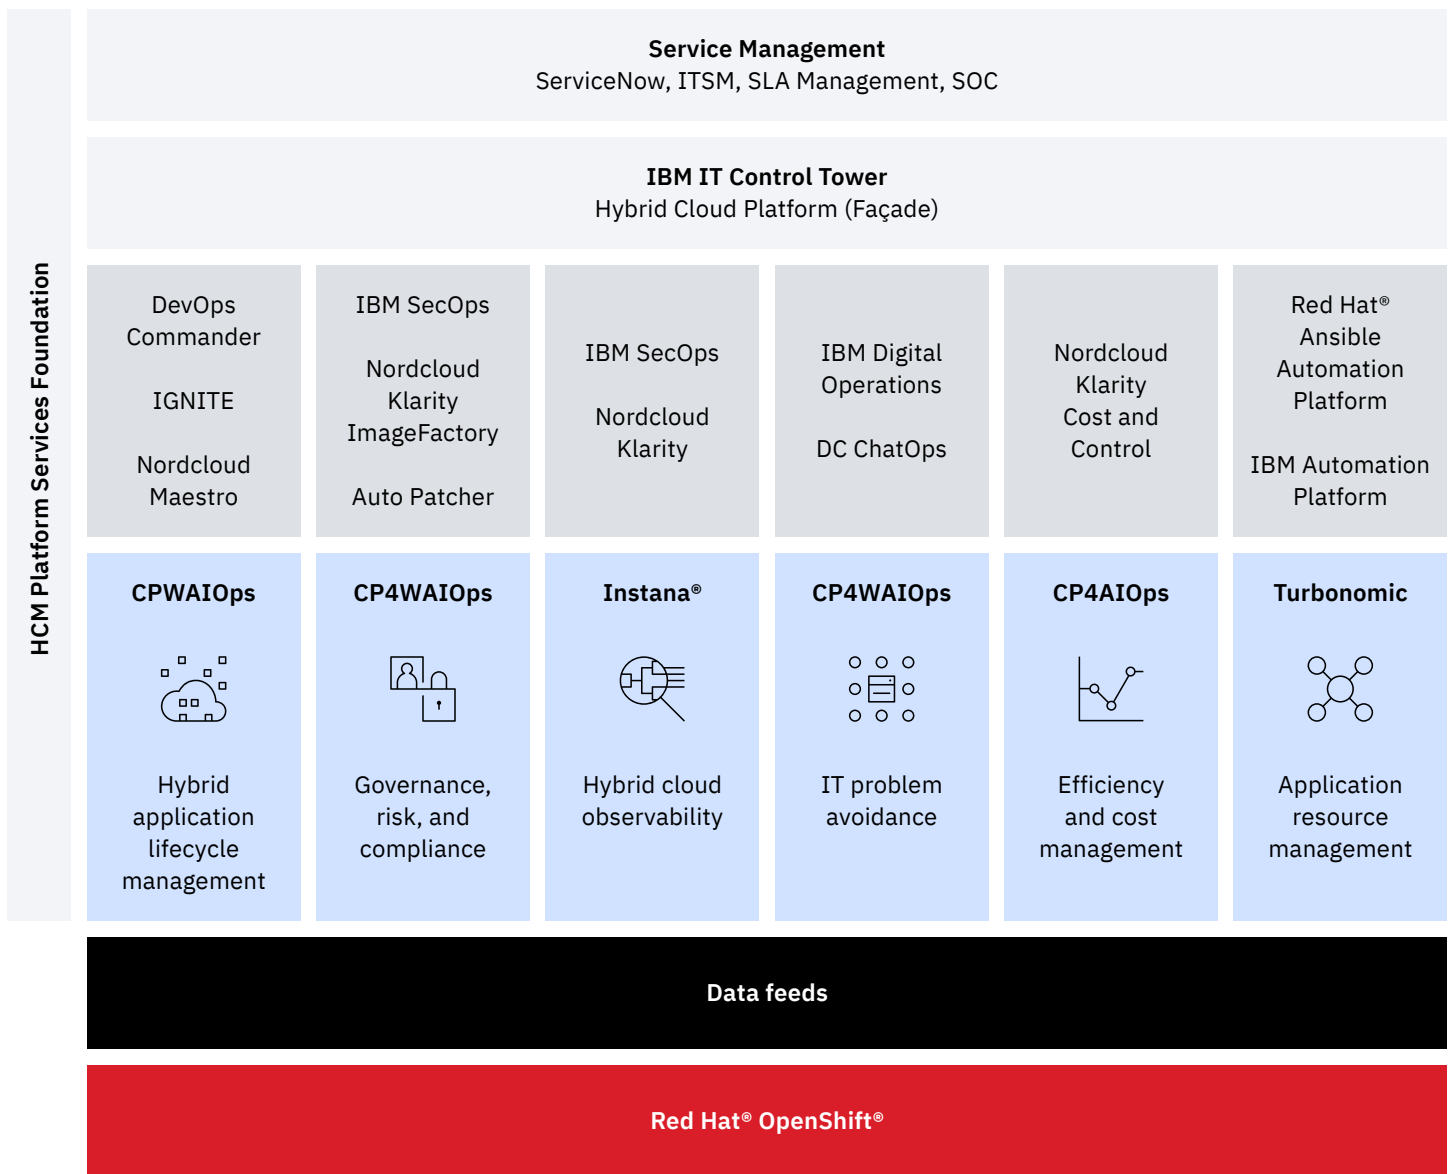 HCM Platform Services Foundation
Service Management
ServiceNow, ITSM, SLA Management, SOC
IBM IT Control Tower
Hybrid Cloud Platform (Façade)
DevOps
Commander
IGNITE
Nordcloud
Maestro
IBM SecOps
Nordcloud
Klarity
ImageFactory
Auto Patcher
IBM SecOps
Nordcloud
Klarity
IBM Digital
Operations
DC ChatOps
Nordcloud
Klarity
Cost and
Control
Red Hat®
Ansible
Automation
Platform
IBM Automation
Platform
CPWAIOps
Hybrid
application
lifecycle
management
CP4WAIOps
Governance,
risk, and
compliance
Instana®
Hybrid cloud
observability
CP4WAIOps
IT problem
avoidance
CP4AIOps
Efficiency
and cost
management
Turbonomic
Application
resource
management
Data feeds
Red Hat® OpenShift®